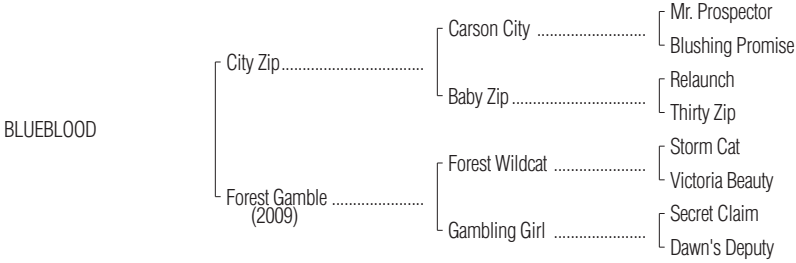 Mr. Prospector
Carson City ..........................
Blushing Promise
City Zip..................................
Relaunch
Baby Zip................................
Thirty Zip
BLUEBLOOD
Storm Cat
Forest Wildcat ......................
Victoria Beauty
Forest Gamble ......................
(2009)
Secret Claim
Gambling Girl ......................
Dawn's Deputy